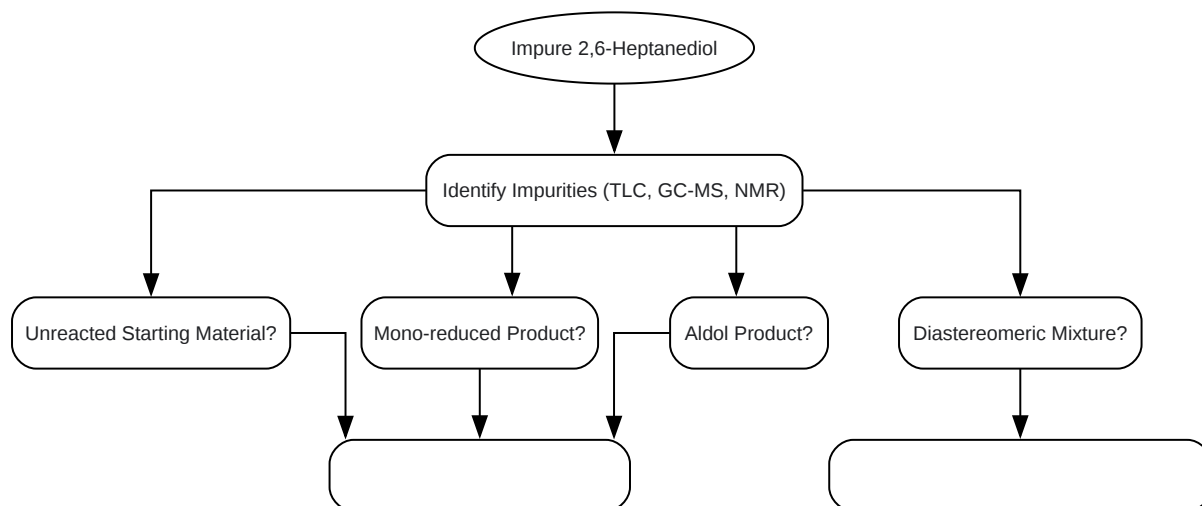 Impure 2,6-Heptanediol
Identify Impurities (TLC, GC-MS, NMR)
Unreacted Starting Material?
Mono-reduced Product?
Aldol Product?
Diastereomeric Mixture?